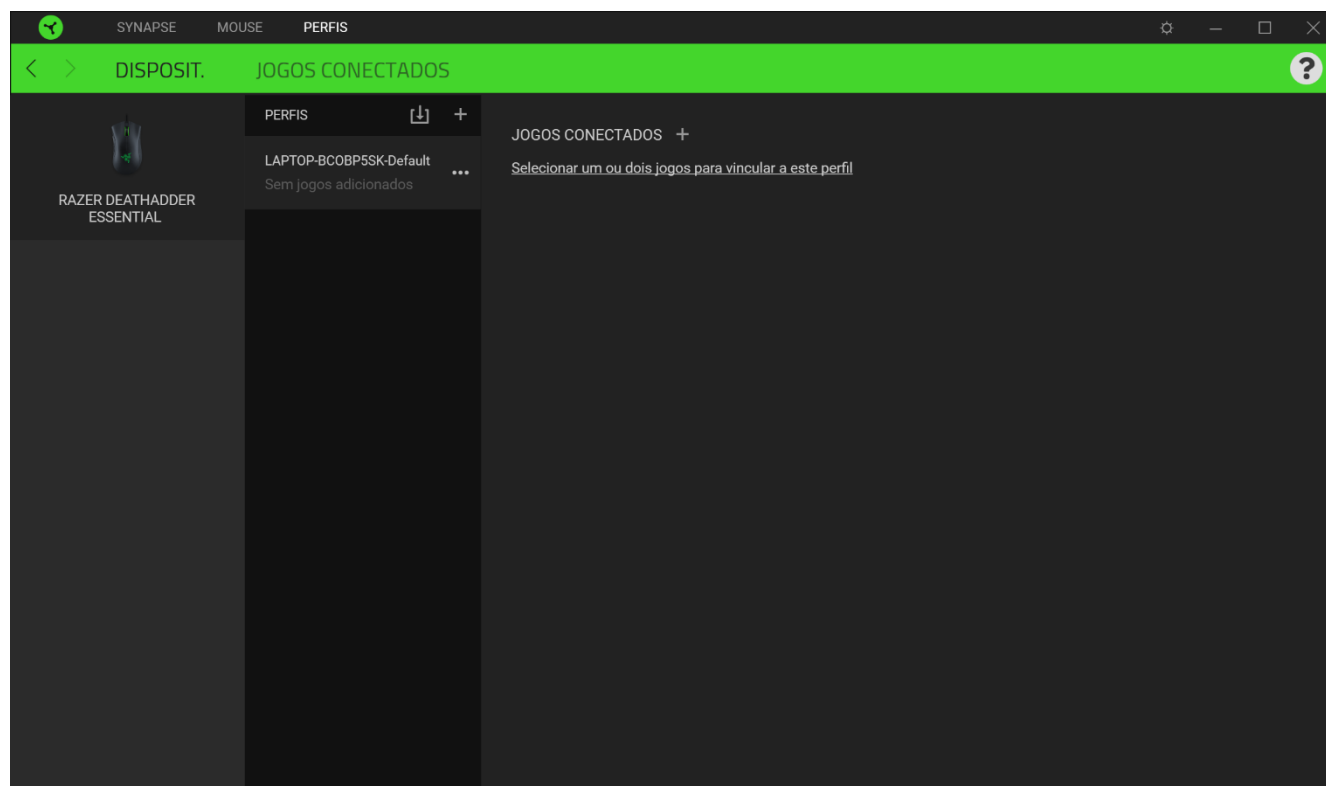 SYNAPSE MOUSE PERFIS
DISPOSIT. JOGOS CONECTADOS
RAZER DEATHADDER
ESSENTIAL
PERFIS
LAPTOP-BCOBP5SK-Default
Sem jogos adicionados
JOGOS CONECTADOS +
Selecionar um ou dois jogos para vincular a este perfil